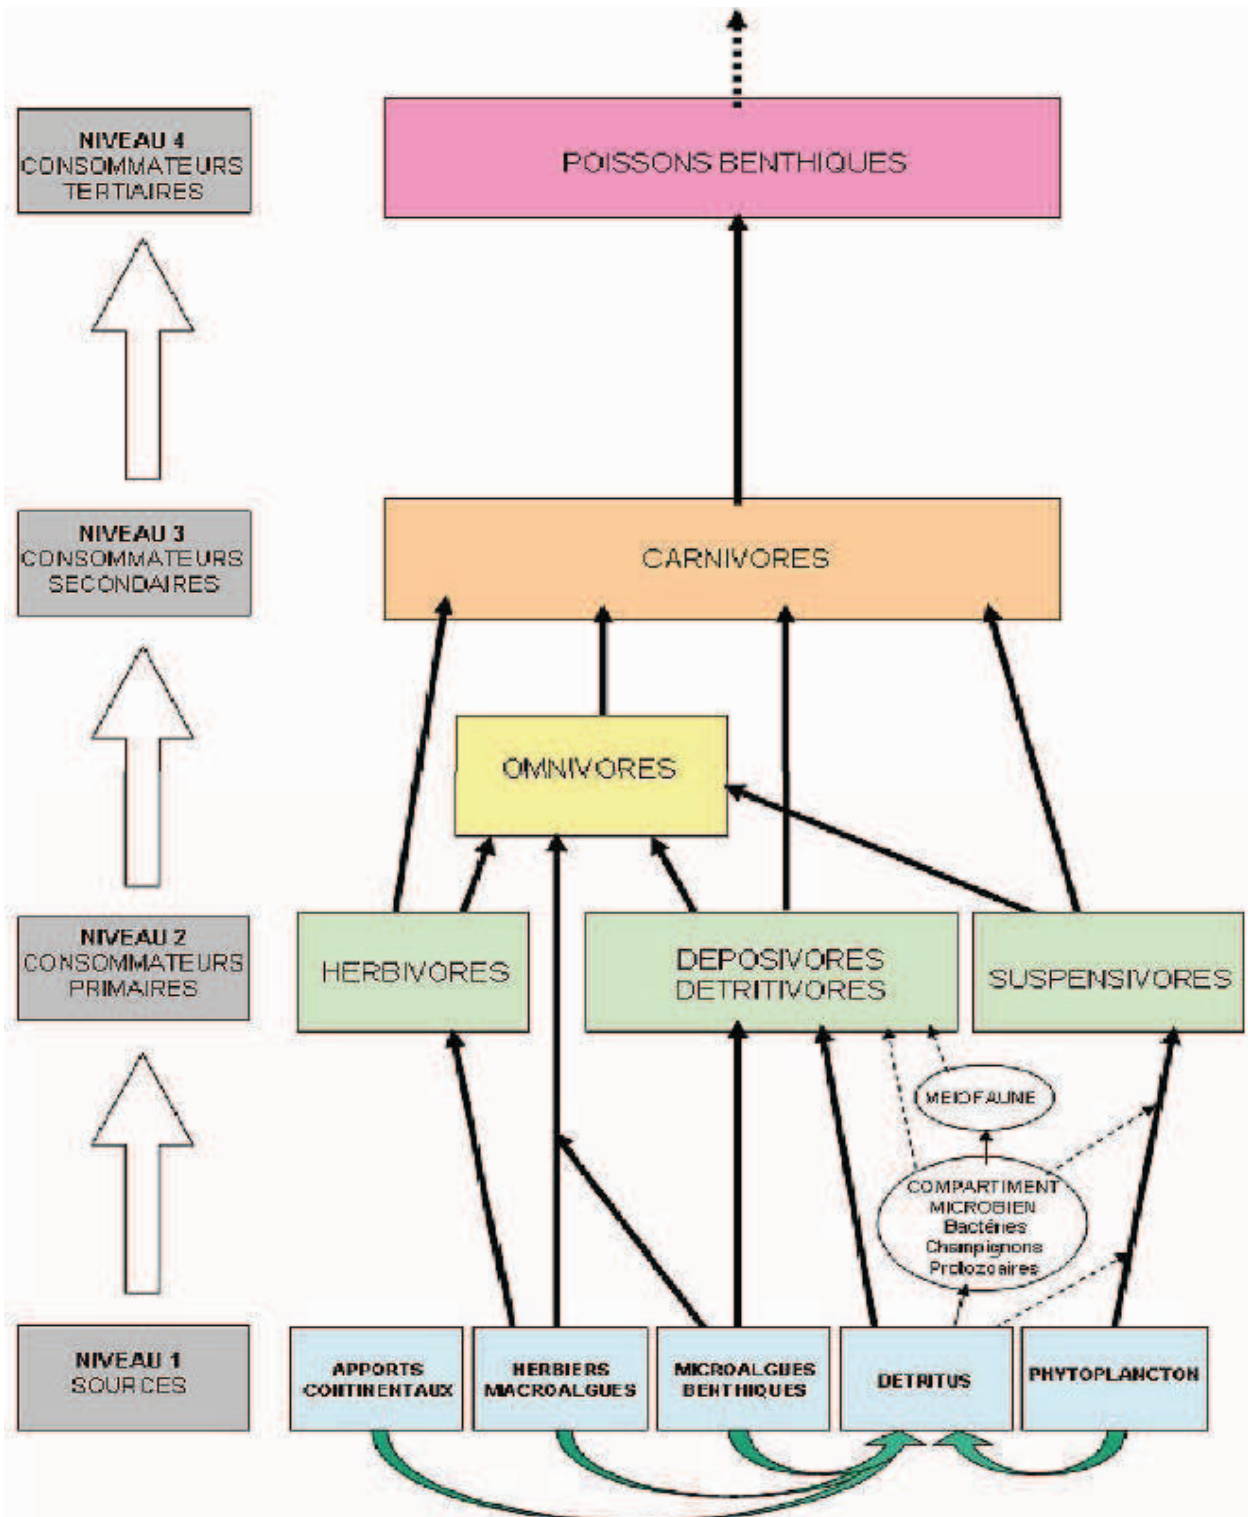 NIVEAU 4
CONSOMMATEURS
TERTIAIRES
POISSONS BENTHIQUES
NIVEAU 3
CONSOMMATEURS
SECONDAIRES
CARNIVORES
OMNIVORES
NIVEAU 2
CONSOMMATEURS
PRIMAIRES
HERBIVORES
DEPOSIVORES
DETRITIVORES
SUSPENSIVORES
MEIOFAUNE
COMPARTIMENT
MICROBIEN
Bactéries
Champignons
Protozoaires
NIVEAU 1
SOURCES
APPORTS
CONTINENTAUX
HERBIERS
MACROALGUES
MICROALGUES
BENTHIQUES
DETRITUS
PHYTOPLANCTON